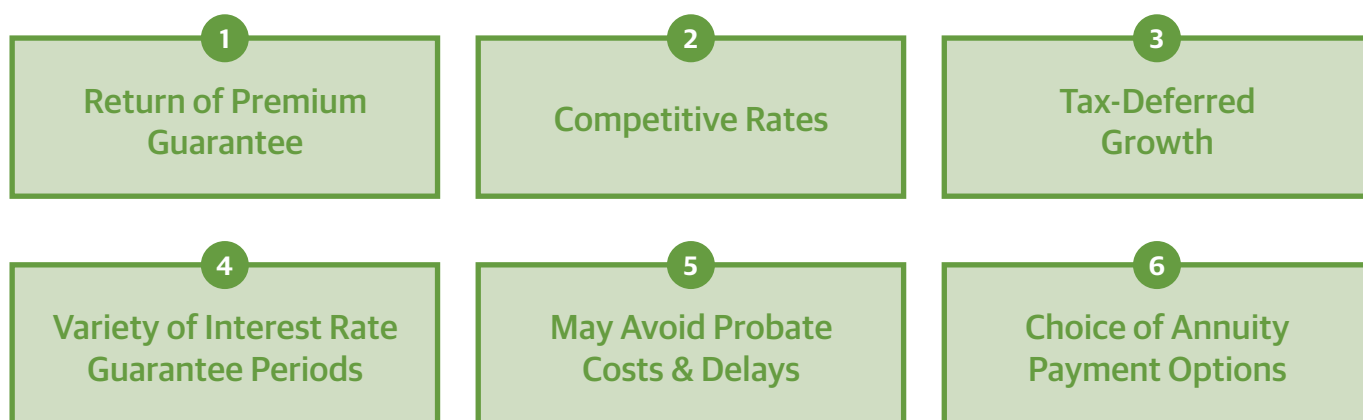 1
Return of Premium
Guarantee
2
Competitive Rates
3
Tax-Deferred
Growth
4
Variety of Interest Rate
Guarantee Periods
5
May Avoid Probate
Costs & Delays
6
Choice of Annuity
Payment Options